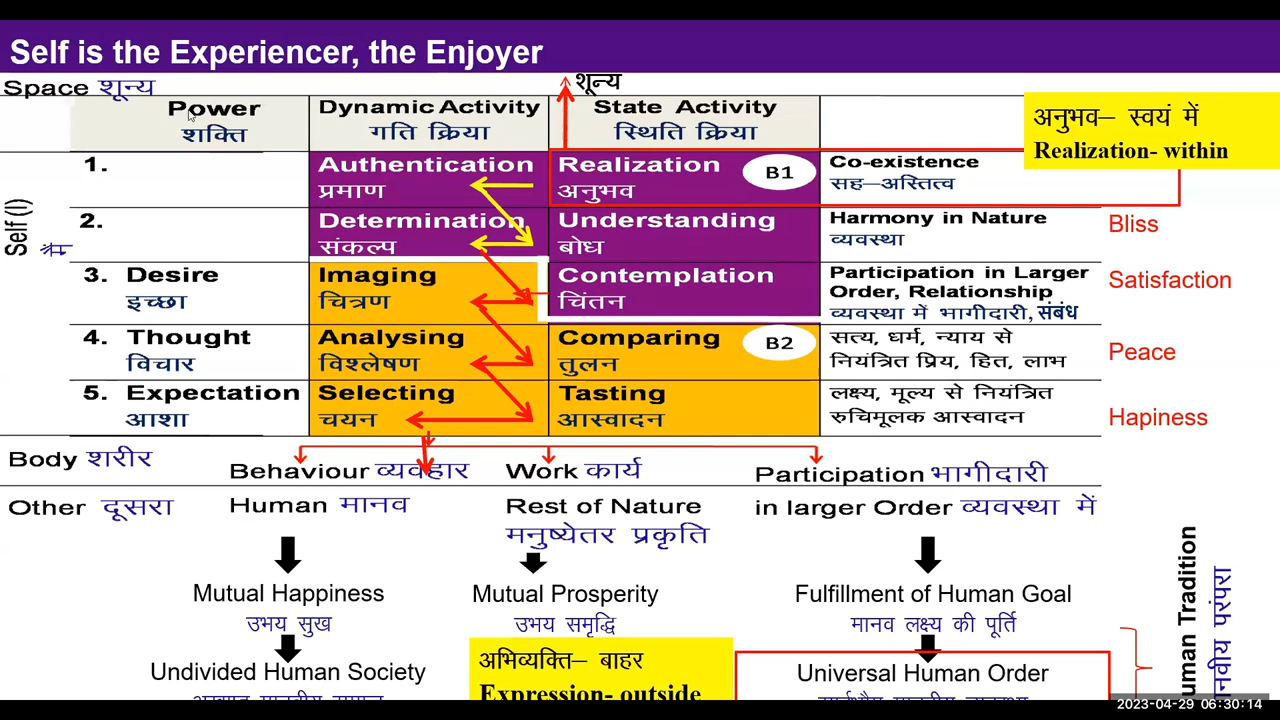 Self is the Experiencer, the Enjoyer
Space शून्य
शून्य
Power
शक्ति
Dynamic Activity
गति क्रिया
State Activity
स्थिति क्रिया
अनुभव– स्वयं में
Realization- within
Self (I)
मैं
1.
Authentication
प्रमाण
Realization
अनुभव
B1
Co-existence
सह–अस्तित्व
2.
Determination
संकल्प
Understanding
बोध
Harmony in Nature
व्यवस्था
Bliss
3. Desire
इच्छा
Imaging
चित्रण
Contemplation
चिंतन
Participation in Larger
Order, Relationship
व्यवस्था में भागीदारी, संबंध
Satisfaction
4. Thought
विचार
Analysing
विश्लेषण
Comparing
तुलन
B2
सत्य, धर्म, न्याय से
नियंत्रित प्रिय, हित, लाभ
Peace
5. Expectation
आशा
Selecting
चयन
Tasting
आस्वादन
लक्ष्य, मूल्य से नियंत्रित
रुचिमूलक आस्वादन
Hapiness
Body शरीर
Behaviour व्यवहार
Work कार्य
Participation भागीदारी
Other दूसरा
Human मानव
Rest of Nature
मनुष्येतर प्रकृति
in larger Order व्यवस्था में
Mutual Happiness
उभय सुख
Mutual Prosperity
उभय समृद्धि
Fulfillment of Human Goal
मानव लक्ष्य की पूर्ति
Undivided Human Society
अभिव्यक्ति– बाहर
Expression- outside
Universal Human Order
uman Tradition
नवीय परंपरा
2023-04-29 06:30:14